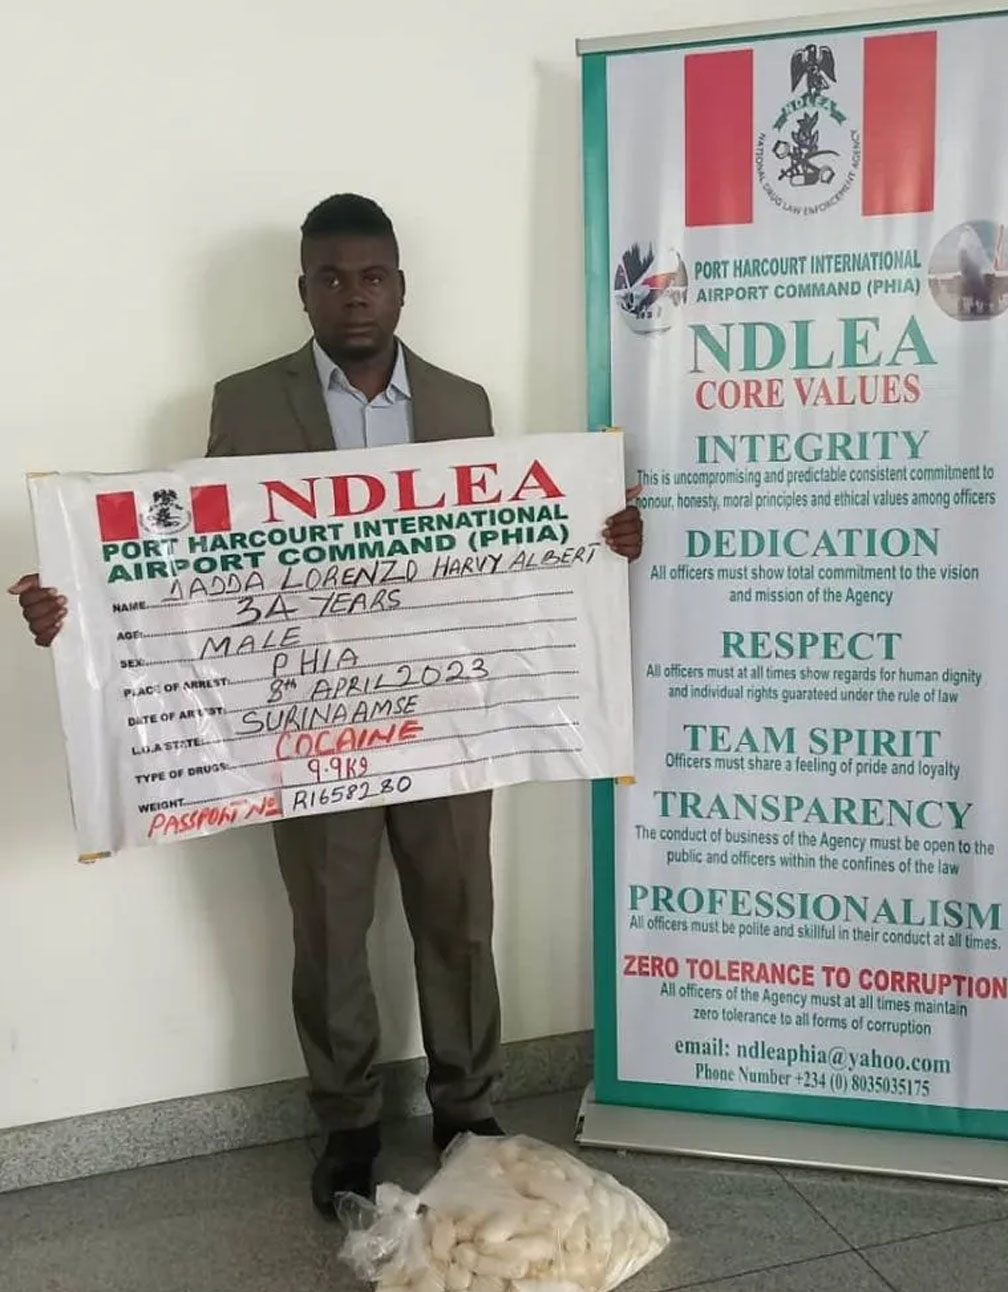 NDLEA
PORT HARCOURT INTERNATIONAL
AIRPORT COMMAND (PHIA)
NAME DADDA LORENZO HARVY ALBERT
AGE: 34 YEARS
SEX: MALE
PLACE OF ARREST: PHIA
DATE OF ARREST: 8th APRIL 2023
L.G.A STATE: SURINAAMSE
TYPE OF DRUGS: COCAINE
WEIGHT 9.9Kg
PASSPORT No R1658280
NDLEA
NATIONAL DRUG LAW ENFORCEMENT AGENCY
PORT HARCOURT INTERNATIONAL
AIRPORT COMMAND (PHIA)
NDLEA
CORE VALUES
INTEGRITY
This is uncompromising and predictable consistent commitment to
honour, honesty, moral principles and ethical values among officers
DEDICATION
All officers must show total commitment to the vision
and mission of the Agency
RESPECT
All officers must at all times show regards for human dignity
and individual rights guarateed under the rule of law
TEAM SPIRIT
Officers must share a feeling of pride and loyalty
TRANSPARENCY
The conduct of business of the Agency must be open to the
public and officers within the confines of the law
PROFESSIONALISM
All officers must be polite and skillful in their conduct at all times.
ZERO TOLERANCE TO CORRUPTION
All officers of the Agency must at all times maintain
zero tolerance to all forms of corruption
email: ndleaphia@yahoo.com
Phone Number +234 (0) 8035035175